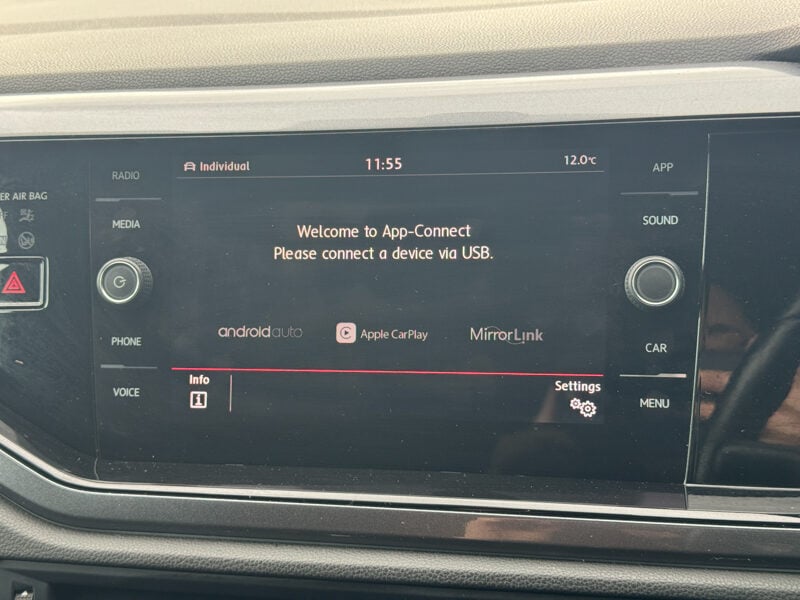 RADIO
MEDIA
PHONE
VOICE
ER AIR BAG
Individual
11:55
12.0°C
Welcome to App-Connect
Please connect a device via USB.
androidauto
Apple CarPlay
MirrorLink
Info
i
Settings
APP
SOUND
CAR
MENU